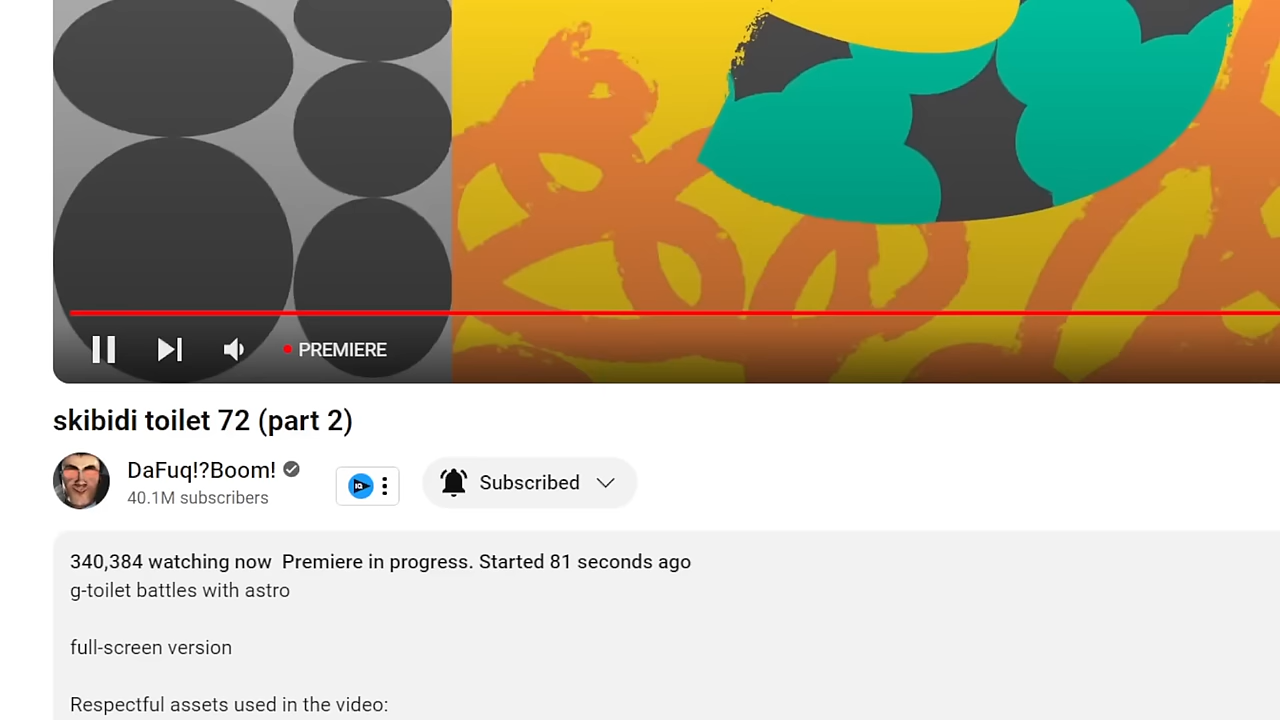 PREMIERE
skibidi toilet 72 (part 2)
DaFuq!?Boom!
40.1M subscribers
IQ
Subscribed
340,384 watching now  Premiere in progress. Started 81 seconds ago
g-toilet battles with astro
full-screen version
Respectful assets used in the video: